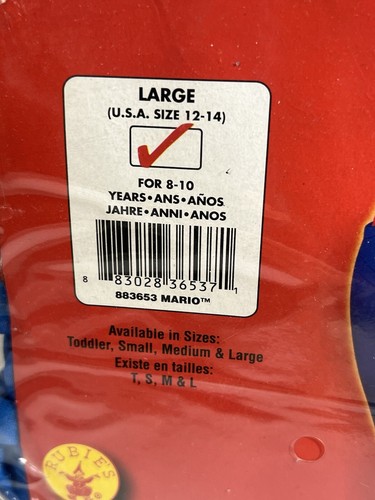 LARGE
(U.S.A. SIZE 12-14)
FOR 8-10
YEARS•ANS•AÑOS
JAHRE•ANNI•ANOS
8 83028 36537 1
883653 MARIO™
Available in Sizes:
Toddler, Small, Medium & Large
Existe en tailles:
T, S, M & L
RUBIE'S